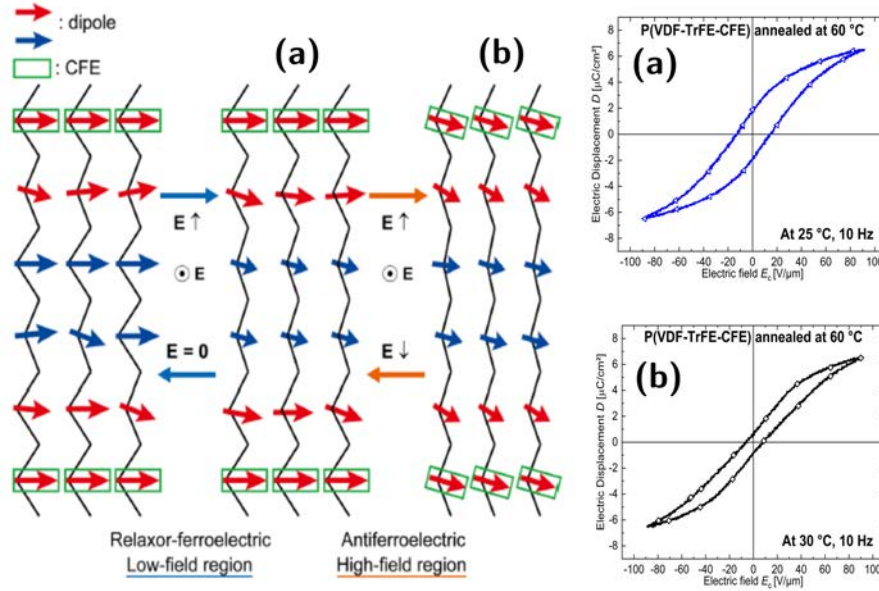 : dipole
: CFE
(a)
(b)
E ↑
E ↑
⊙ E
⊙ E
E = 0
E ↓
Relaxor-ferroelectric
Low-field region
Antiferroelectric
High-field region
P(VDF-TrFE-CFE) annealed at 60 °C
(a)
Electric Displacement D [μC/cm²]
8
6
4
2
0
-2
-4
-6
-8
At 25 °C, 10 Hz
-100 -80 -60 -40 -20 0 20 40 60 80 100
Electric field Ec [V/μm]
P(VDF-TrFE-CFE) annealed at 60 °C
(b)
Electric Displacement D [μC/cm²]
8
6
4
2
0
-2
-4
-6
-8
At 30 °C, 10 Hz
-100 -80 -60 -40 -20 0 20 40 60 80 100
Electric field Ec [V/μm]